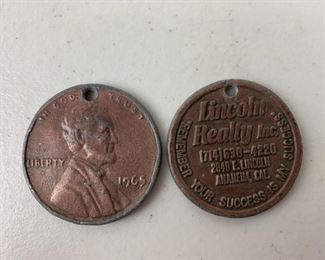 IN GOD TRUST
LIBERTY
1965
Lincoln
Realty Inc.
(714) 630-4220
2840 E. LINCOLN
ANAHEIM, CAL.
"REMEMBER YOUR SUCCESS IS MY SUCCESS"